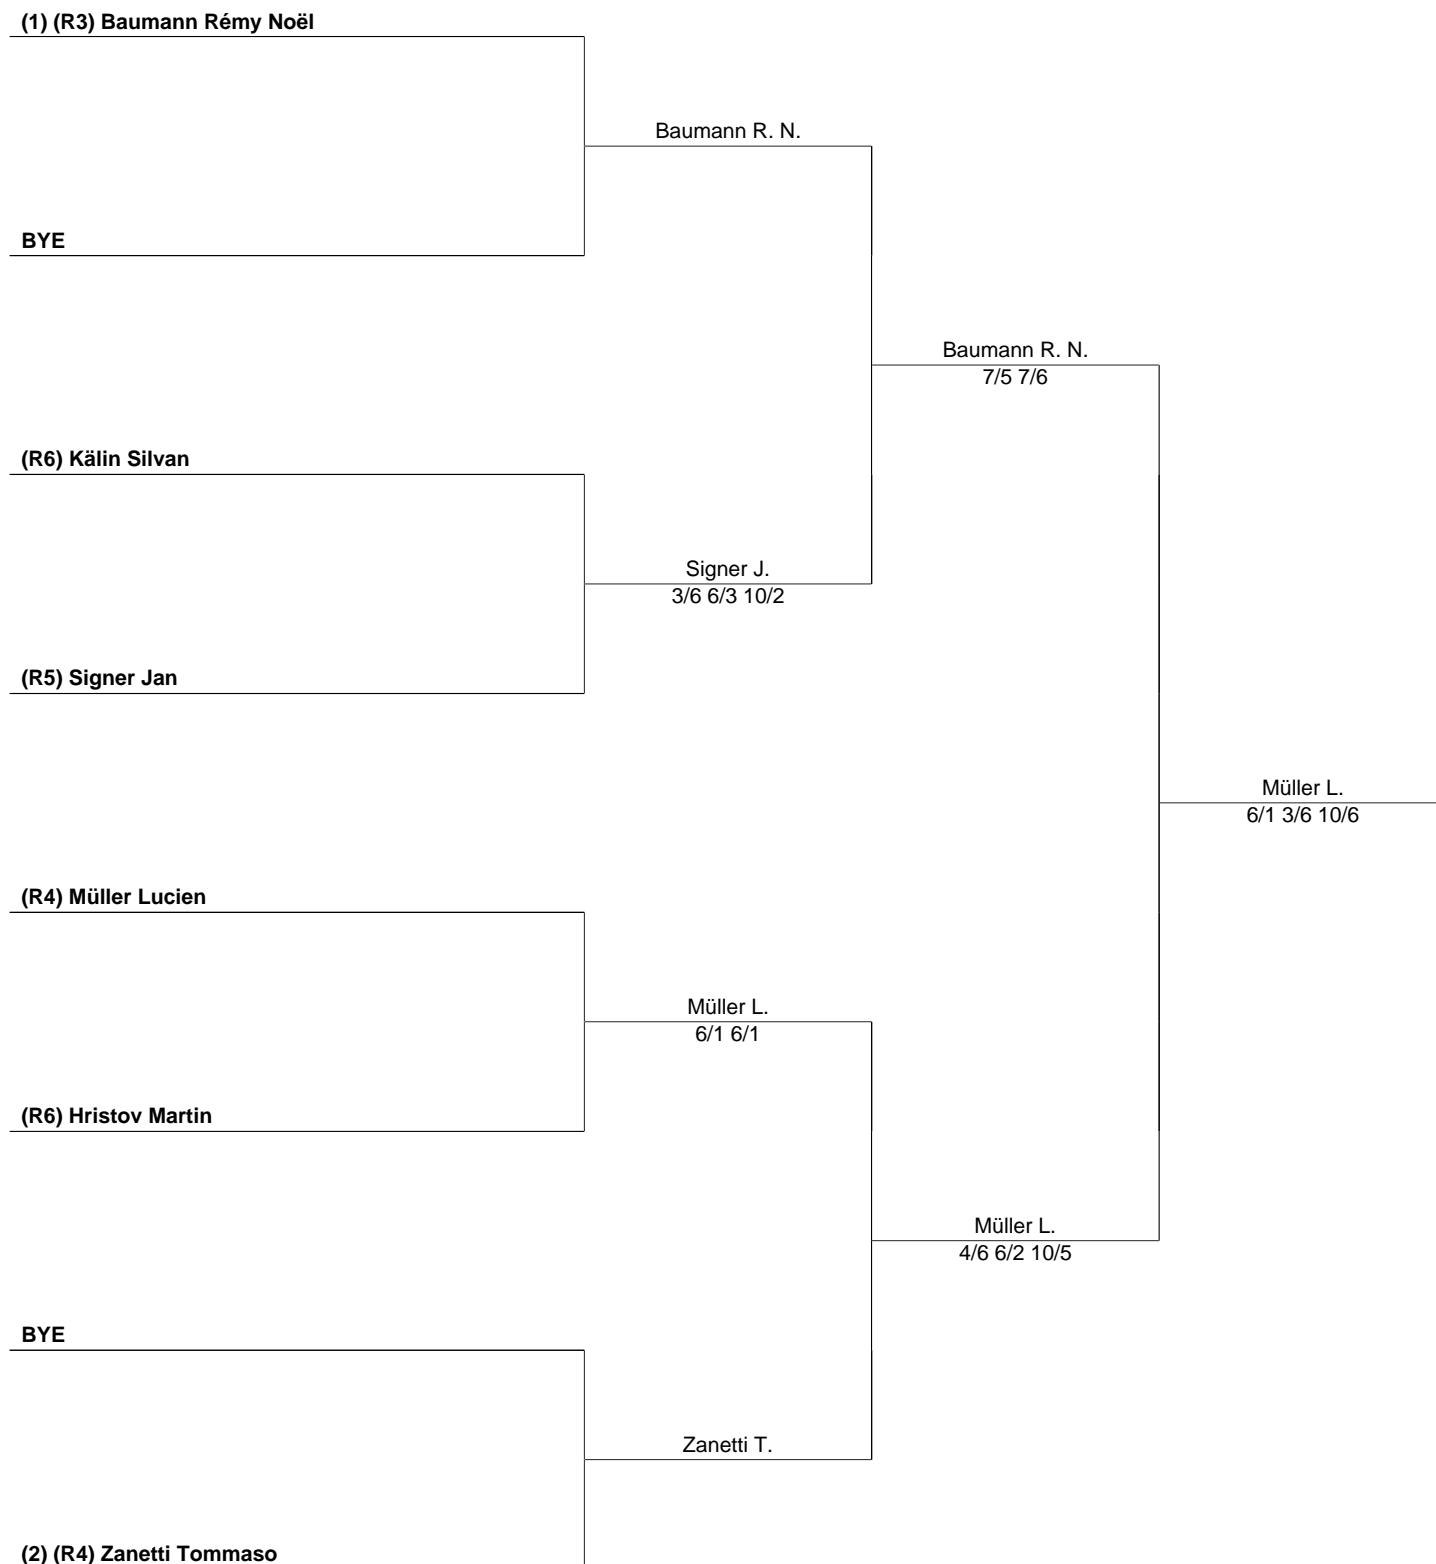 (1) (R3) Baumann Rémy Noël
Baumann R. N.
BYE
Baumann R. N.
7/5 7/6
(R6) Kälin Silvan
Signer J.
3/6 6/3 10/2
(R5) Signer Jan
Müller L.
6/1 3/6 10/6
(R4) Müller Lucien
Müller L.
6/1 6/1
(R6) Hristov Martin
Müller L.
4/6 6/2 10/5
BYE
Zanetti T.
(2) (R4) Zanetti Tommaso